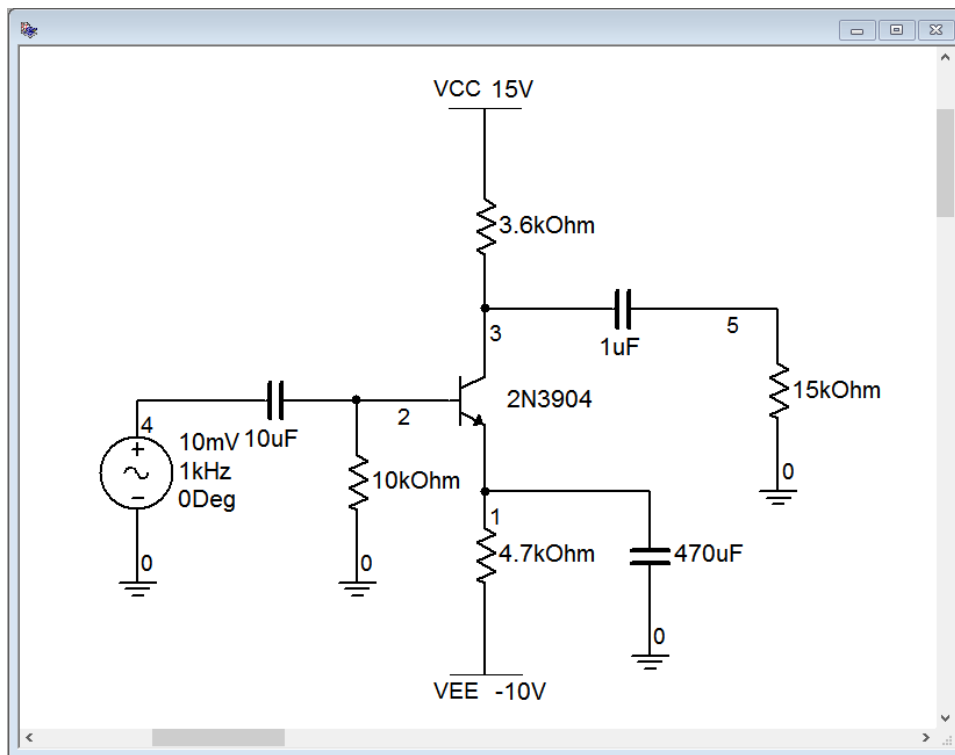 VCC 15V
3.6kOhm
3
1uF
5
2N3904
15kOhm
0
4
10mV
1kHz
0Deg
0
10uF
2
10kOhm
0
1
4.7kOhm
470uF
0
VEE -10V